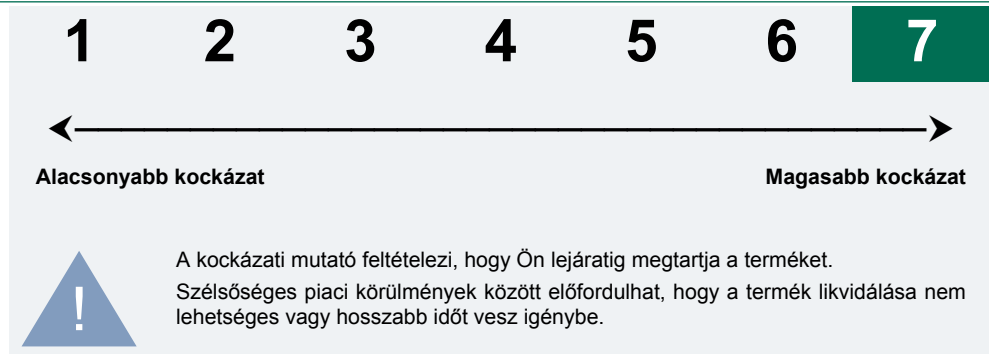 1 2 3 4 5 6 7
Alacsonyabb kockázat Magasabb kockázat
A kockázati mutató feltételezi, hogy Ön lejáratig megtartja a terméket.
Szélsőséges piaci körülmények között előfordulhat, hogy a termék likvidálása nem
lehetséges vagy hosszabb időt vesz igénybe.
!